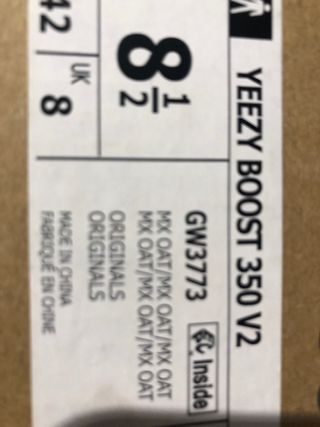 YEEZY BOOST 350 V2
8 1/2
42
UK
8
GW3773
Inside
MX OAT/MX OAT/MX OAT
MX OAT/MX OAT/MX OAT
ORIGINALS
ORIGINALS
MADE IN CHINA
FABRIQUÉ EN CHINE